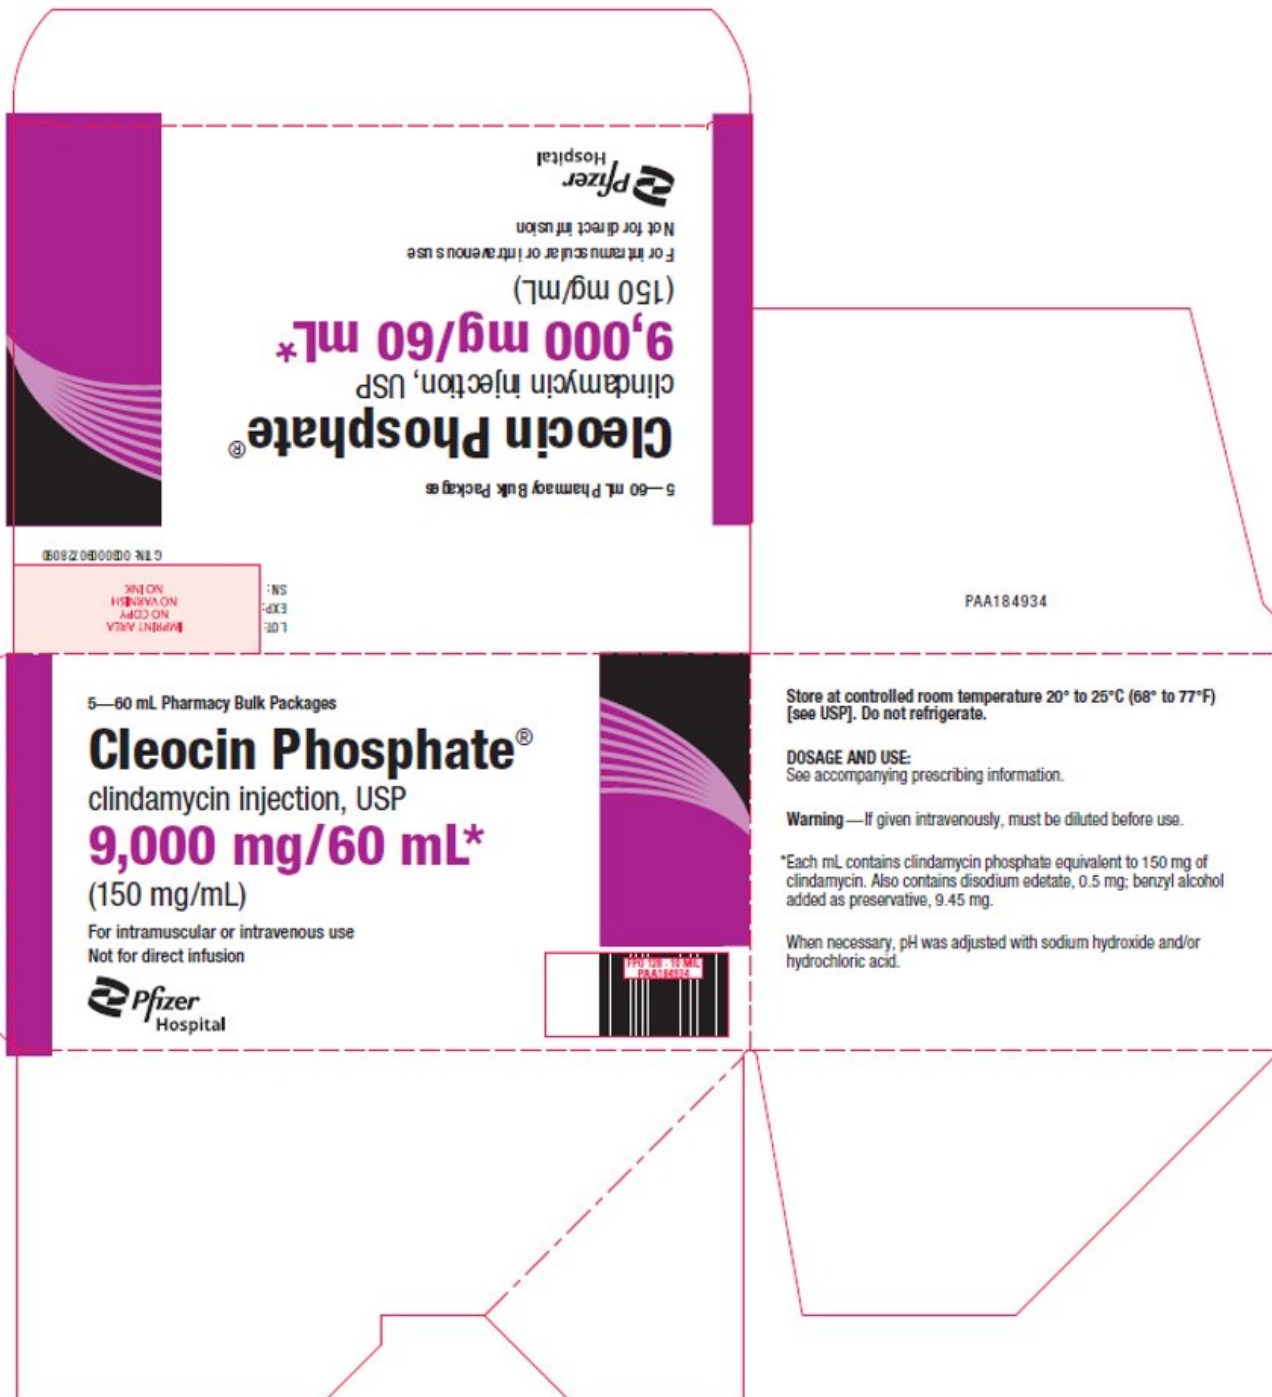 Pfizer
Hospital
Not for direct infusion
For intramuscular or intravenous use
(150 mg/mL)
9,000 mg/60 mL*
clindamycin injection, USP
Cleocin Phosphate®
5—60 mL Pharmacy Bulk Packages
SN:
EXP:
LOT:
IMPRINT AREA
NO COPY
NO VARNISH
NO INK
PAA184934
5—60 mL Pharmacy Bulk Packages
Cleocin Phosphate®
clindamycin injection, USP
9,000 mg/60 mL*
(150 mg/mL)
For intramuscular or intravenous use
Not for direct infusion
Pfizer
Hospital
FPO 128 - 10 MIL
PAA184934
Store at controlled room temperature 20° to 25°C (68° to 77°F)
[see USP]. Do not refrigerate.
DOSAGE AND USE:
See accompanying prescribing information.
Warning—If given intravenously, must be diluted before use.
*Each mL contains clindamycin phosphate equivalent to 150 mg of
clindamycin. Also contains disodium edetate, 0.5 mg; benzyl alcohol
added as preservative, 9.45 mg.
When necessary, pH was adjusted with sodium hydroxide and/or
hydrochloric acid.